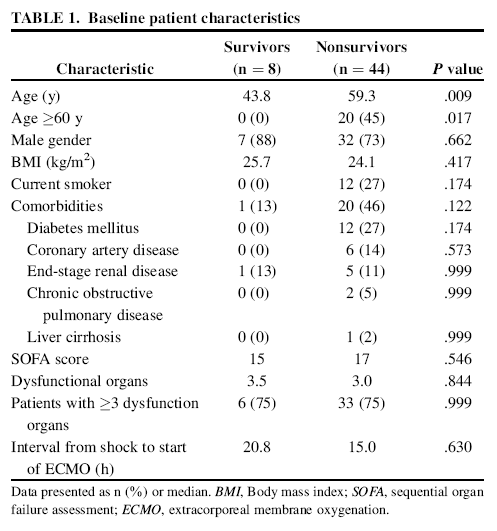 TABLE 1. Baseline patient characteristics
Survivors Nonsurvivors
Characteristic (n = 8) (n = 44) P value
Age (y) 43.8 59.3 .009
Age ≥60 y 0 (0) 20 (45) .017
Male gender 7 (88) 32 (73) .662
BMI (kg/m²) 25.7 24.1 .417
Current smoker 0 (0) 12 (27) .174
Comorbidities 1 (13) 20 (46) .122
Diabetes mellitus 0 (0) 12 (27) .174
Coronary artery disease 0 (0) 6 (14) .573
End-stage renal disease 1 (13) 5 (11) .999
Chronic obstructive 0 (0) 2 (5) .999
pulmonary disease
Liver cirrhosis 0 (0) 1 (2) .999
SOFA score 15 17 .546
Dysfunctional organs 3.5 3.0 .844
Patients with ≥3 dysfunction 6 (75) 33 (75) .999
organs
Interval from shock to start 20.8 15.0 .630
of ECMO (h)
Data presented as n (%) or median. BMI, Body mass index; SOFA, sequential organ
failure assessment; ECMO, extracorporeal membrane oxygenation.